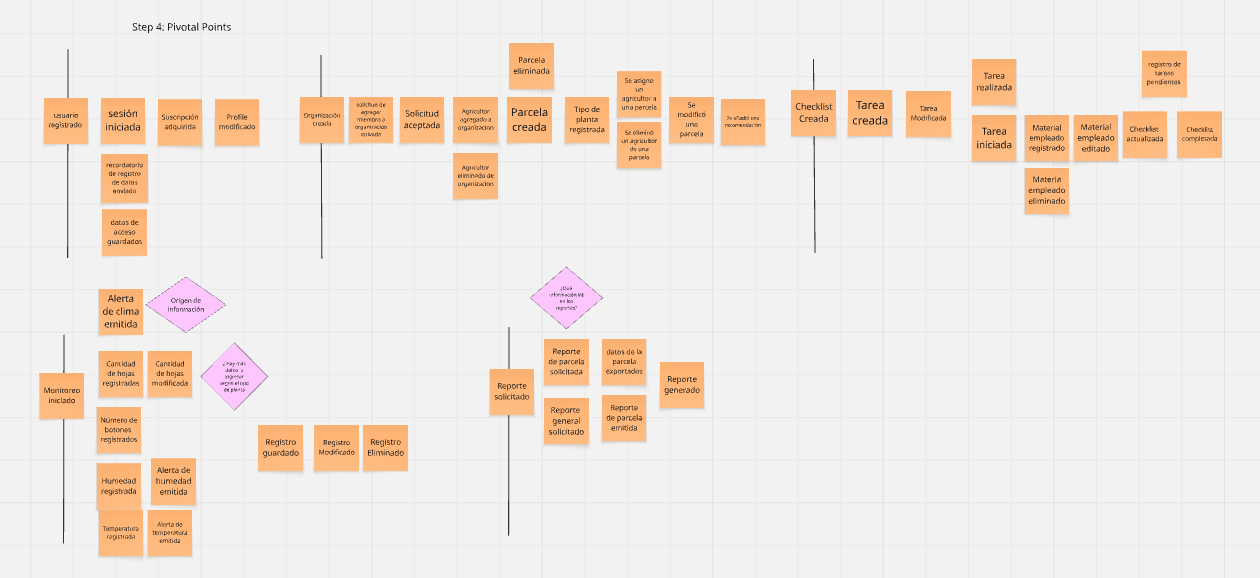 Step 4: Pivotal Points
usuario
registrado
sesión
iniciada
Suscripción
adquirida
Profile
modificado
recordatorio
de registro
de datos
enviado
datos de
acceso
guardados
Organización
Creada
solicitud de
agregar
miembro a
organización
enviado
Solicitud
aceptada
Agricultor
agregado a
organizacion
Agricultor
eliminado de
organizacion
Parcela
eliminada
Parcela
creada
Tipo de
planta
registrada
Se asigno
un
agricultor a
una parcela
Se eliminó
un agricultor
de una
parcela
Se
modificó
una
parcela
Se añadió una
recomendación
Checklist
Creada
Tarea
creada
Tarea
Modificada
Tarea
realizada
Tarea
iniciada
Material
empleado
registrado
Material
empleado
editado
Materia
empleado
eliminado
Checklist
actualizada
registro de
tareas
pendientes
Checklist
completada
Monitoreo
iniciado
Alerta
de clima
emitida
Origen de
información
Cantidad
de hojas
registradas
Cantidad
de hojas
modificada
¿Hay más
datos a
ingresar
segun el tipo
de planta
Número de
botones
registrados
Humedad
registrada
Alerta de
humedad
emitida
Temperatura
registrada
Alerta de
temperatura
emitida
Registro
guardado
Registro
Modificado
Registro
Eliminado
Reporte
solicitado
¿Qué
información irá
en los
reportes?
Reporte
de parcela
solicitada
datos de la
parcela
exportados
Reporte
general
solicitado
Reporte
de parcela
emitida
Reporte
generado